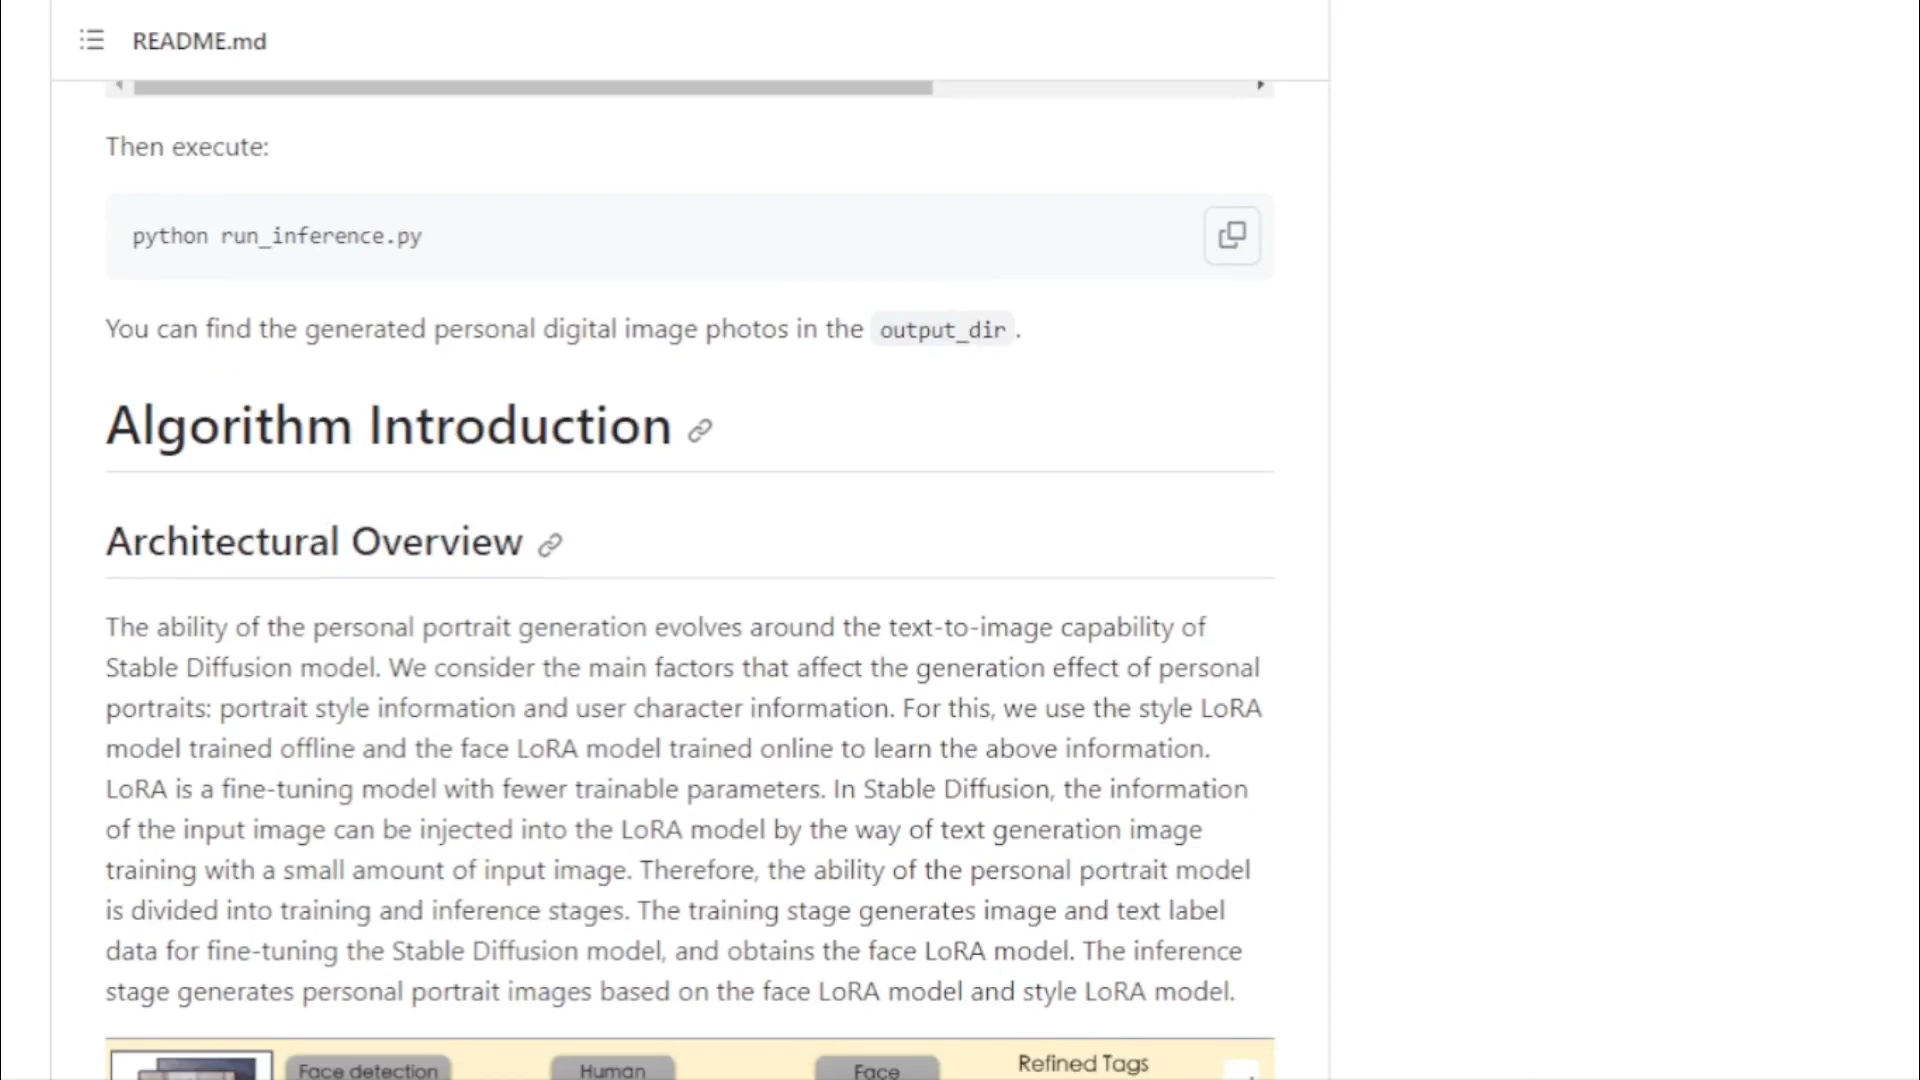 README.md
Then execute:
python run_inference.py
You can find the generated personal digital image photos in the output_dir.
Algorithm Introduction
Architectural Overview
The ability of the personal portrait generation evolves around the text-to-image capability of
Stable Diffusion model. We consider the main factors that affect the generation effect of personal
portraits: portrait style information and user character information. For this, we use the style LoRA
model trained offline and the face LoRA model trained online to learn the above information.
LoRA is a fine-tuning model with fewer trainable parameters. In Stable Diffusion, the information
of the input image can be injected into the LoRA model by the way of text generation image
training with a small amount of input image. Therefore, the ability of the personal portrait model
is divided into training and inference stages. The training stage generates image and text label
data for fine-tuning the Stable Diffusion model, and obtains the face LoRA model. The inference
stage generates personal portrait images based on the face LoRA model and style LoRA model.
Face detection Human Face Refined Tags